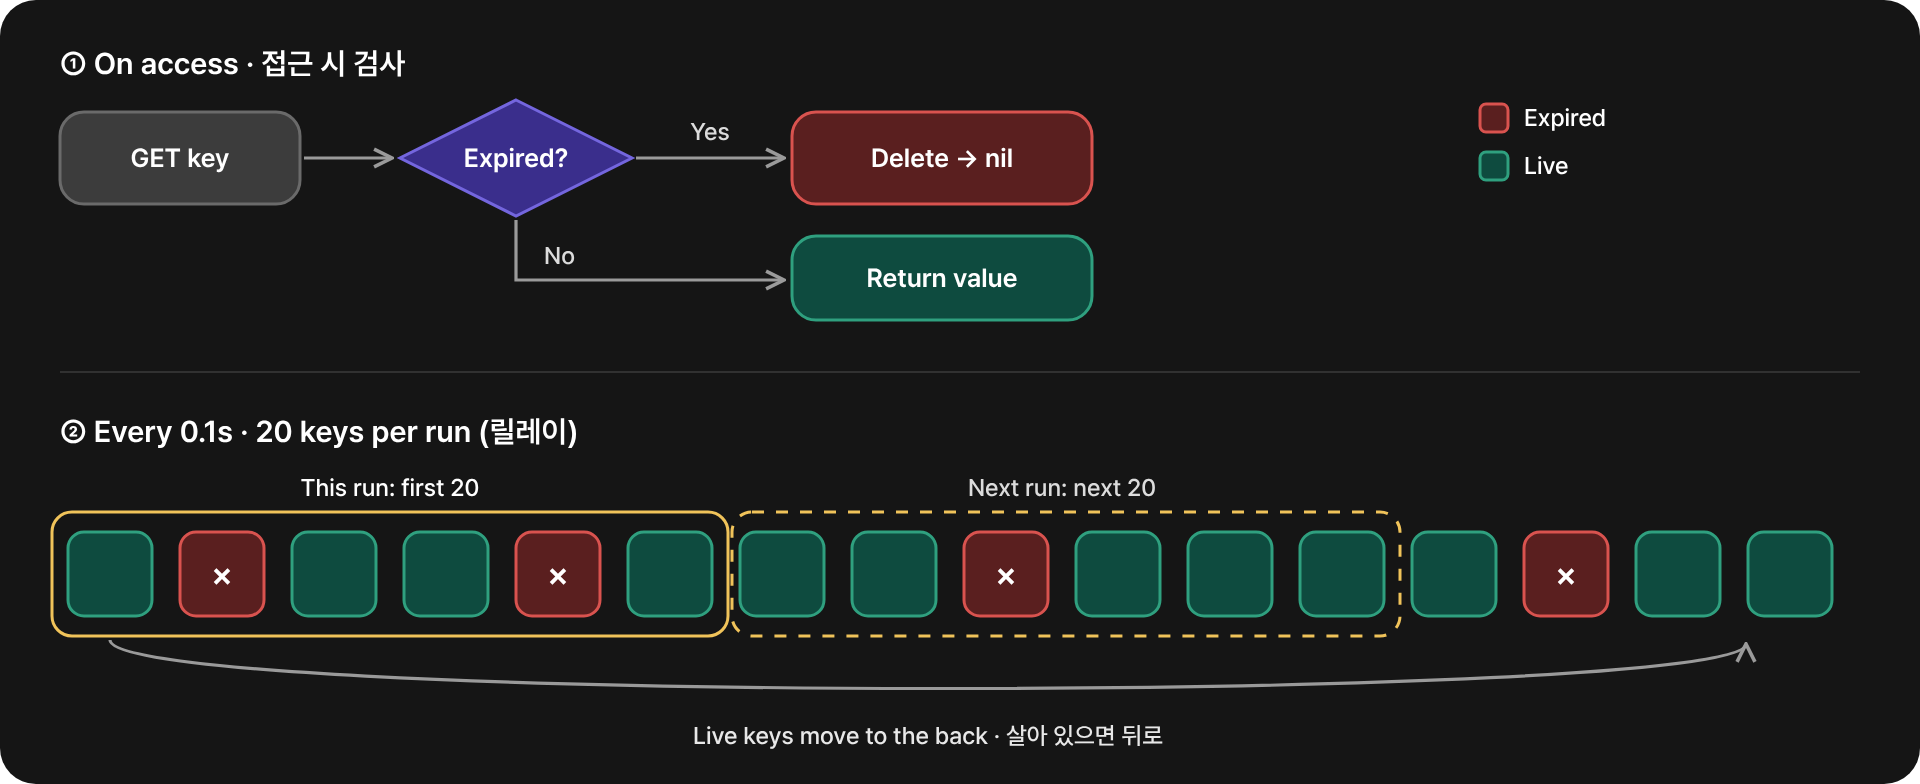 ① On access · 접근 시 검사
GET key
Expired?
Yes
Delete → nil
No
Return value
Expired
Live
② Every 0.1s · 20 keys per run (릴레이)
This run: first 20
Next run: next 20
×
×
×
×
Live keys move to the back · 살아 있으면 뒤로